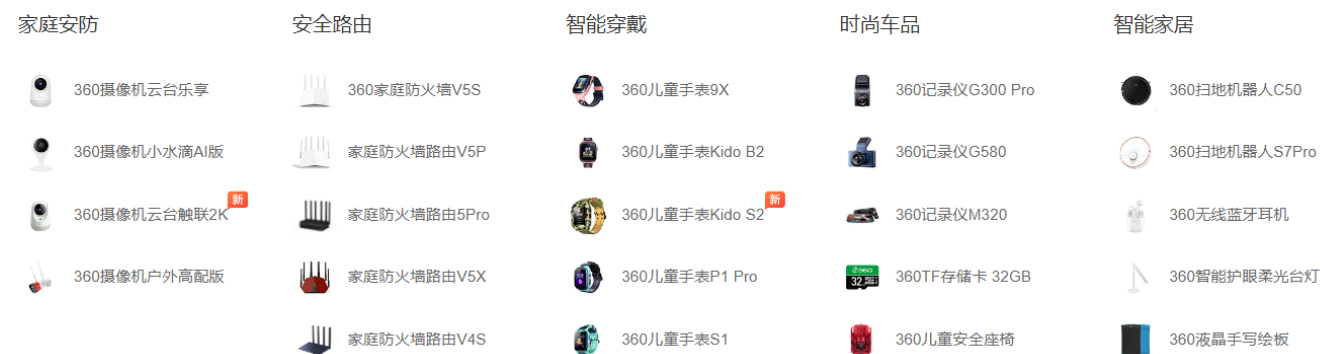 家庭安防
360摄像机云台乐享
360摄像机小水滴AI版
360摄像机云台触联2K 新
360摄像机户外高配版
安全路由
360家庭防火墙V5S
家庭防火墙路由V5P
家庭防火墙路由5Pro
家庭防火墙路由V5X
家庭防火墙路由V4S
智能穿戴
360儿童手表9X
360儿童手表Kido B2
360儿童手表Kido S2 新
360儿童手表P1 Pro
360儿童手表S1
时尚车品
360记录仪G300 Pro
360记录仪G580
360记录仪M320
360
32
360TF存储卡 32GB
360儿童安全座椅
智能家居
360扫地机器人C50
360扫地机器人S7Pro
360无线蓝牙耳机
360智能护眼柔光台灯
360液晶手写绘板